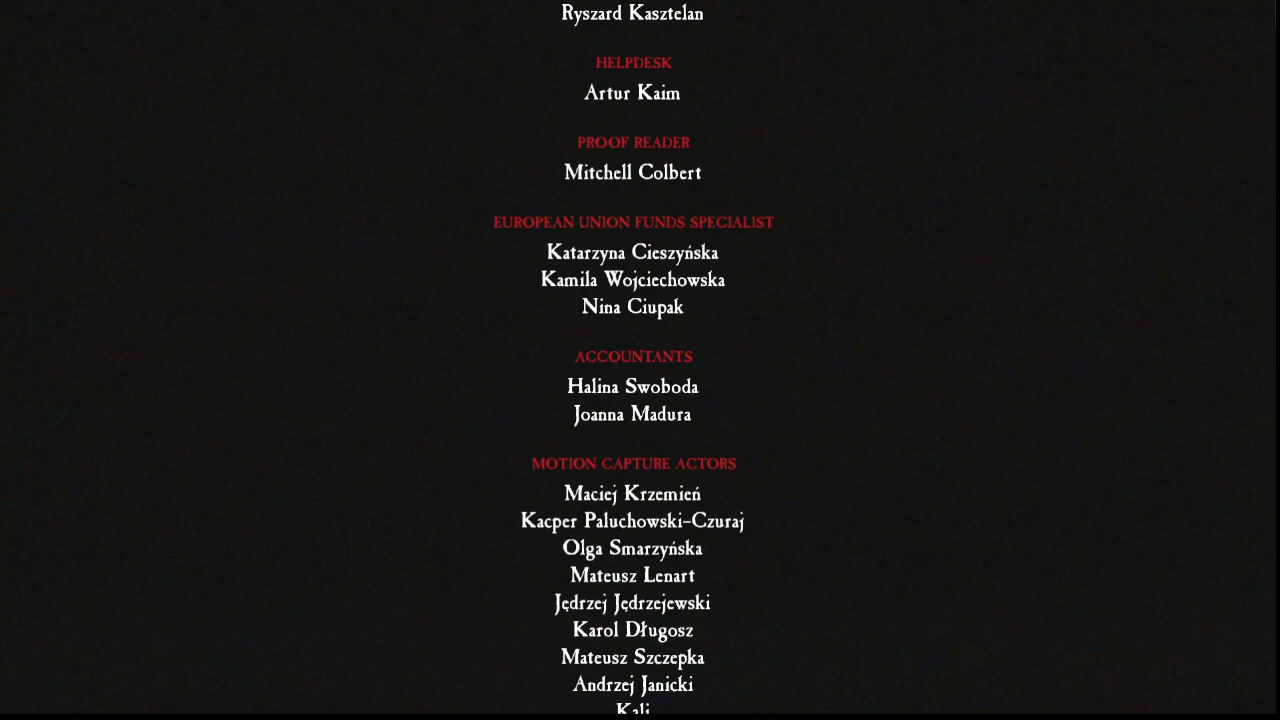 Ryszard Kasztelan
HELPDESK
Artur Kaim
PROOF READER
Mitchell Colbert
EUROPEAN UNION FUNDS SPECIALIST
Katarzyna Cieszyńska
Kamila Wojciechowska
Nina Ciupak
ACCOUNTANTS
Halina Swoboda
Joanna Madura
MOTION CAPTURE ACTORS
Maciej Krzemień
Kacper Paluchowski-Czuraj
Olga Smarzyńska
Mateusz Lenart
Jędrzej Jędrzejewski
Karol Długosz
Mateusz Szczepka
Andrzej Janicki
Kali